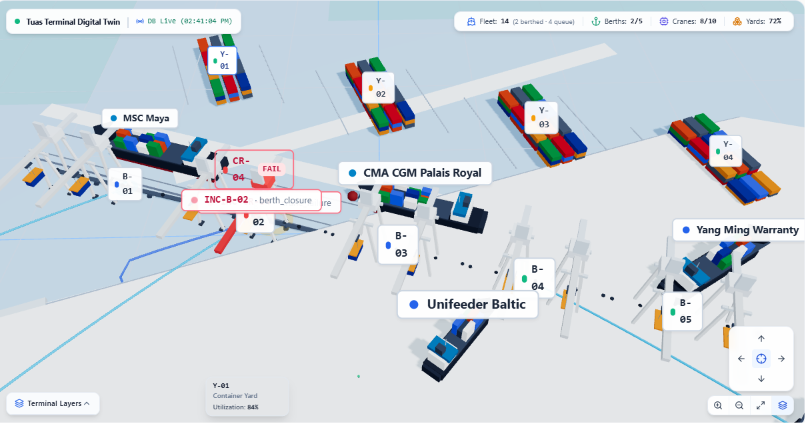 Tuas Terminal Digital Twin
DB Live (02:41:04 PM)
Fleet: 14 (2 berthed · 4 queue)
Berths: 2/5
Cranes: 8/10
Yards: 72%
Y-
01
Y-
02
Y-
03
Y-
04
MSC Maya
CR-
04
FAIL
CMA CGM Palais Royal
B-
01
INC-B-02 · berth_closure
02
Yang Ming Warranty
B-
03
B-
04
Unifeeder Baltic
B-
05
Y-01
Container Yard
Utilization: 84%
Terminal Layers